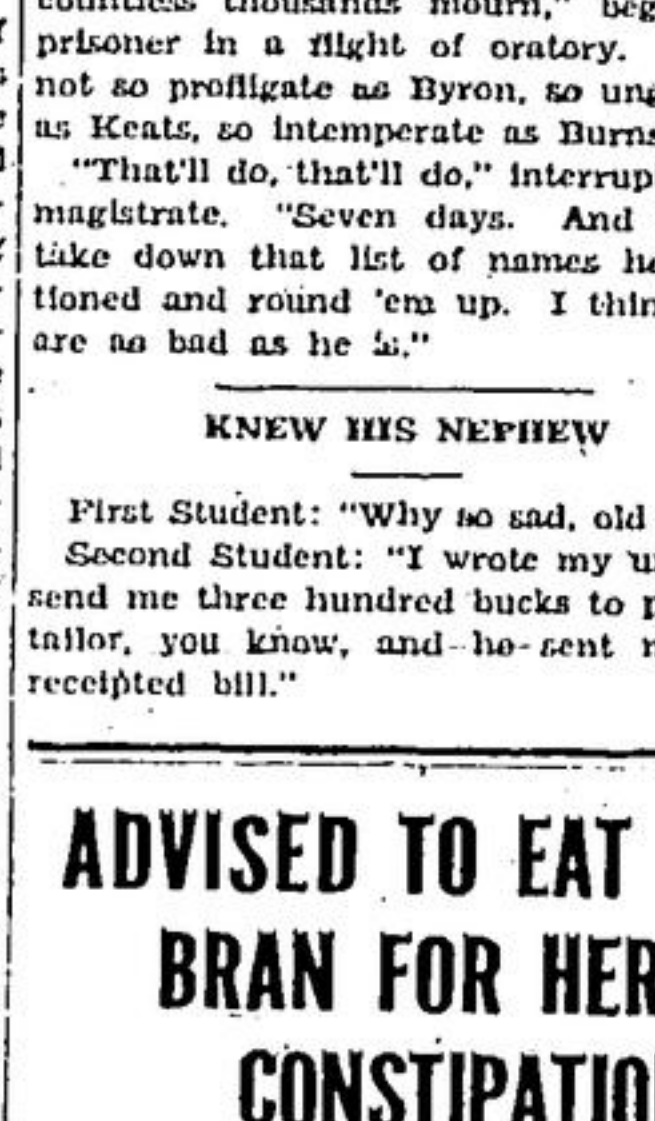 countless thousands mourn," beg
prisoner in a flight of oratory.
not so profligate as Byron, so ung
as Keats, so intemperate as Burns
"That'll do, that'll do," interrup
magistrate. "Seven days. And
take down that list of names he
tioned and round 'em up. I thin
are as bad as he is."
KNEW HIS NEPHEW
First Student: "Why so sad, old
Second Student: "I wrote my u
send me three hundred bucks to p
tailor, you know, and he sent m
receipted bill."
ADVISED TO EAT
BRAN FOR HER
CONSTIPATIO